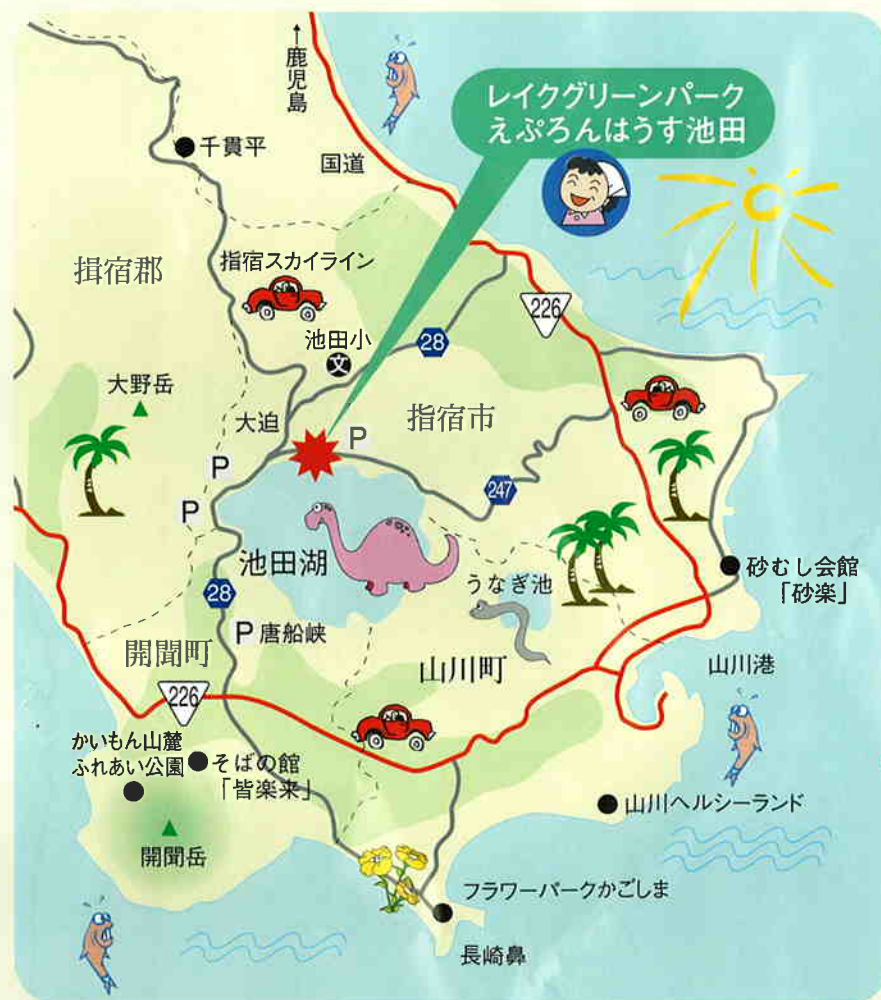 ↑鹿児島
レイクグリーンパーク
えぷろんはうす池田
千貫平
国道
揖宿郡
指宿スカイライン
226
池田小
文
28
大野岳
大迫
P
指宿市
P
P
247
池田湖
うなぎ池
砂むし会館
「砂楽」
28
P唐船峡
開聞町
山川町
山川港
226
かいもん山麓
ふれあい公園
そばの館
「皆楽来」
山川ヘルシーランド
開聞岳
フラワーパークかごしま
長崎鼻